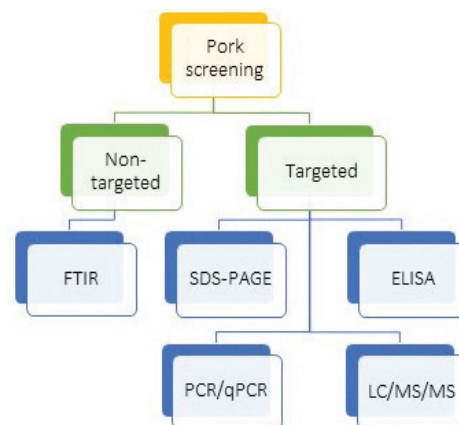 Pork
screening
Non-
targeted
Targeted
FTIR
SDS-PAGE
ELISA
PCR/qPCR
LC/MS/MS